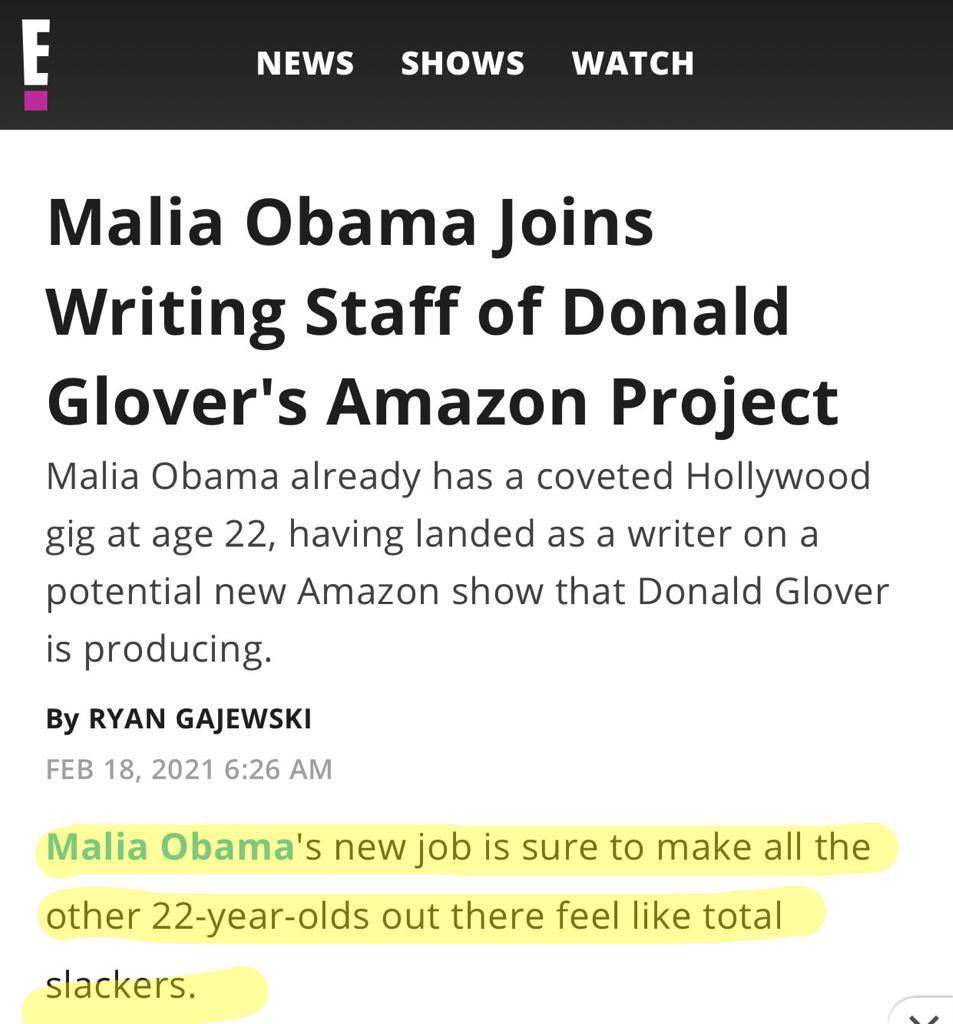 E
NEWS SHOWS WATCH
Malia Obama Joins
Writing Staff of Donald
Glover's Amazon Project
Malia Obama already has a coveted Hollywood
gig at age 22, having landed as a writer on a
potential new Amazon show that Donald Glover
is producing.
By RYAN GAJEWSKI
FEB 18, 2021 6:26 AM
Malia Obama's new job is sure to make all the
other 22-year-olds out there feel like total
slackers.